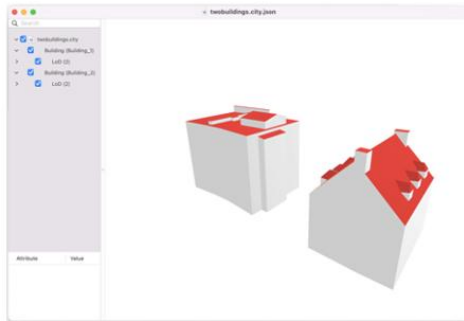 twobuildings.city.json
Search
twobuildings.city
Building (Building_1)
LoD (2)
Building (Building_2)
LoD (2)
Attribute Value